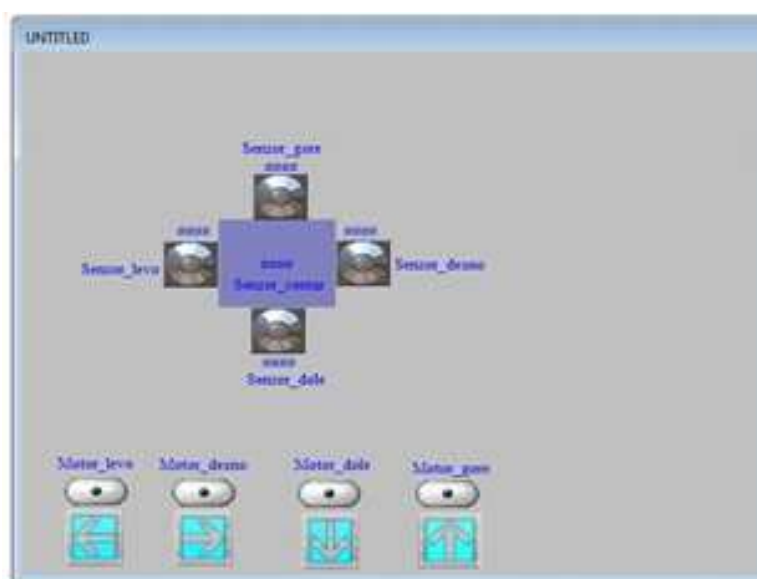 UNTITLED
Senzor_gore
####
#### ####
Senzor_levo #### Senzor_desno
Senzor_centar
####
Senzor_dole
Motor_levo Motor_desno Motor_dole Motor_gore